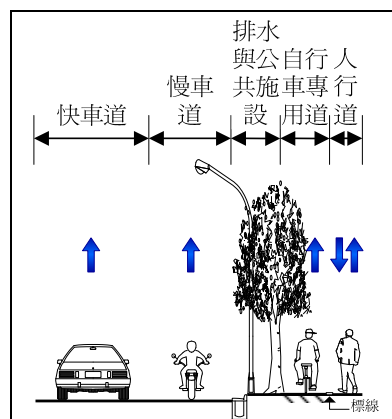 快車道
慢車
道
排水
與公
共施
設
自行
車專
用道
人
行
道
標線